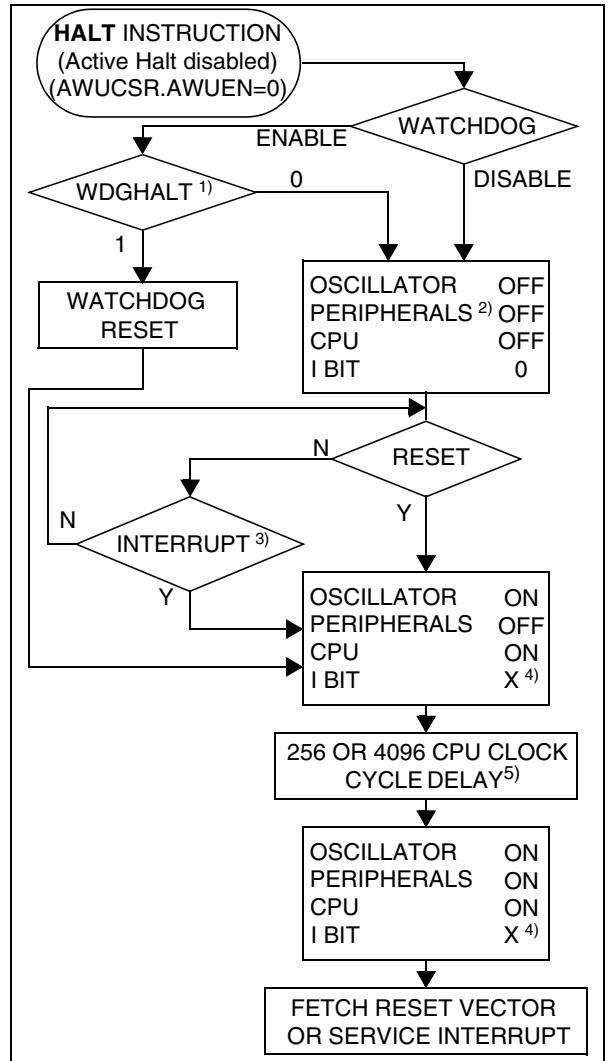 HALT INSTRUCTION
(Active Halt disabled)
(AWUCSR.AWUEN=0)
WATCHDOG
ENABLE
DISABLE
WDGHALT 1)
0
1
WATCHDOG
RESET
OSCILLATOR OFF
PERIPHERALS 2) OFF
CPU OFF
I BIT 0
RESET
N
Y
INTERRUPT 3)
N
Y
OSCILLATOR ON
PERIPHERALS OFF
CPU ON
I BIT X 4)
256 OR 4096 CPU CLOCK
CYCLE DELAY5)
OSCILLATOR ON
PERIPHERALS ON
CPU ON
I BIT X 4)
FETCH RESET VECTOR
OR SERVICE INTERRUPT